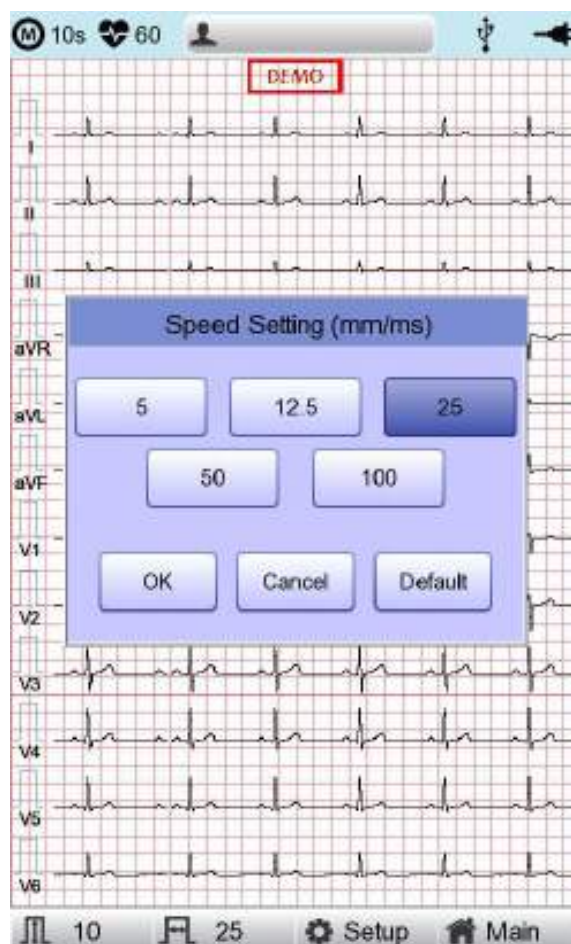 M 10s 60
DEMO
I
II
III
Speed Setting (mm/ms)
aVR
5 12.5 25
aVL
50 100
aVF
V1
OK Cancel Default
V2
V3
V4
V5
V6
10 25 Setup Main